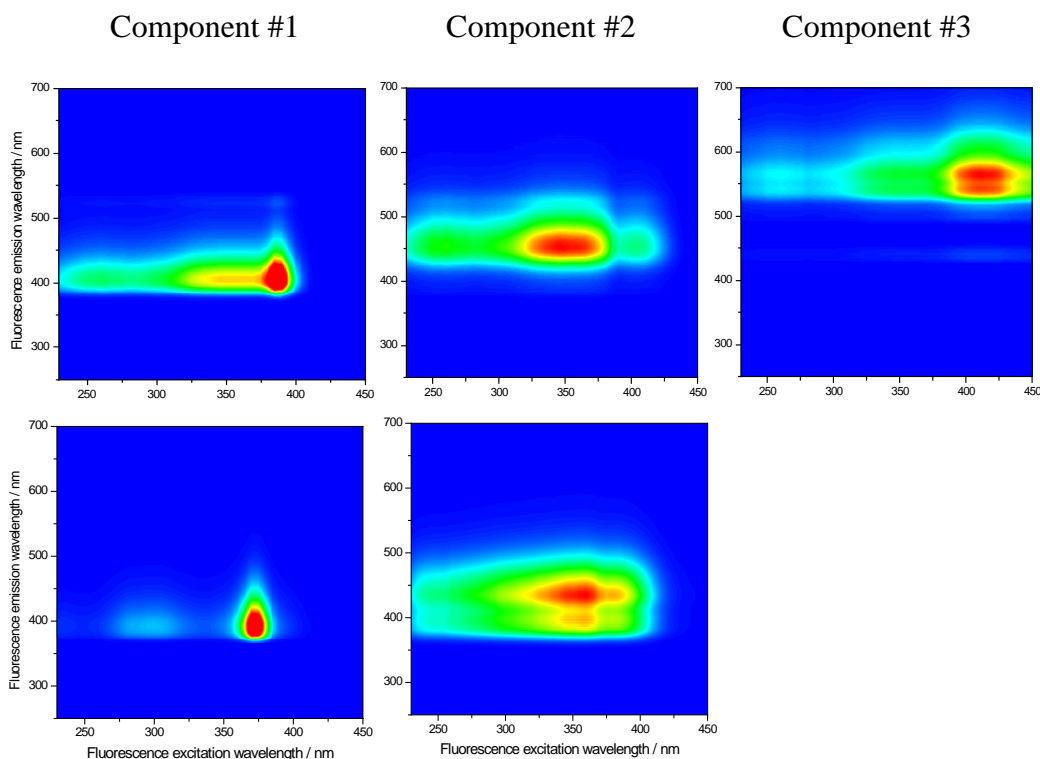 Component #1 Component #2 Component #3
700 700 700
600 600 600
500 500 500
400 400 400
300 300 300
Fluorescence emission wavelength / nm
250 300 350 400 450 250 300 350 400 450 250 300 350 400 450
700 700
600 600
500 500
400 400
300 300
Fluorescence emission wavelength / nm
250 300 350 400 450 250 300 350 400 450
Fluorescence excitation wavelength / nm Fluorescence excitation wavelength / nm